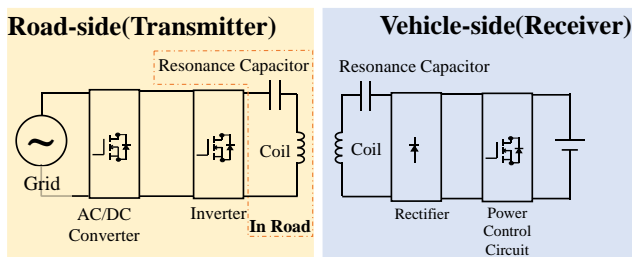 Road-side(Transmitter)
Resonance Capacitor
Coil
Grid
AC/DC
Converter
Inverter
In Road
Vehicle-side(Receiver)
Resonance Capacitor
Coil
Rectifier
Power
Control
Circuit